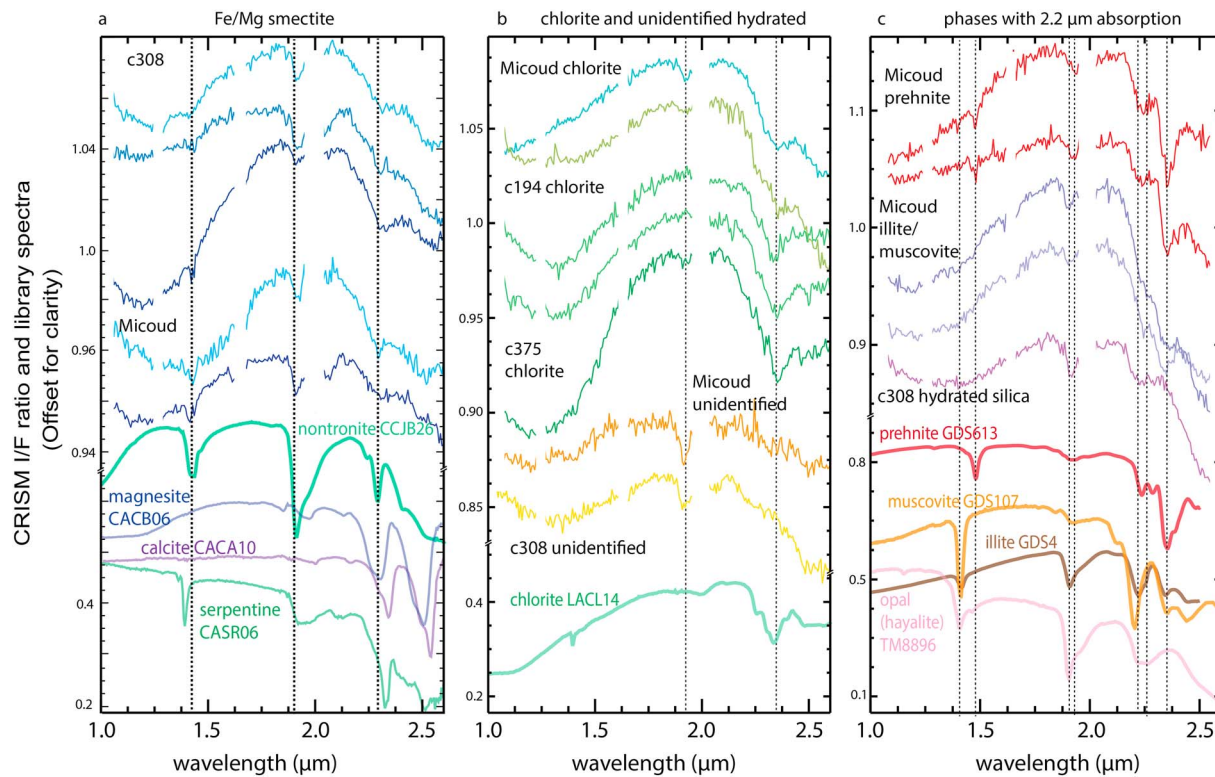 a
Fe/Mg smectite
b
chlorite and unidentified hydrated
c
phases with 2.2 μm absorption
CRISM I/F ratio and library spectra
(Offset for clarity)
c308
1.04
1.0
Micoud
0.96
0.94
nontronite CCJB26
magnesite
CACB06
calcite CACA10
0.4
serpentine
CASR06
0.2
1.0
1.5
2.0
2.5
wavelength (μm)
Micoud chlorite
1.05
c194 chlorite
1.0
0.95
c375
chlorite
Micoud
unidentified
0.90
0.85
c308 unidentified
chlorite LACL14
0.4
0.2
1.0
1.5
2.0
2.5
wavelength (μm)
Micoud
prehnite
1.1
Micoud
illite/
muscovite
1.0
0.9
c308 hydrated silica
prehnite GDS613
0.8
muscovite GDS107
illite GDS4
0.5
opal
(hayalite)
TM8896
0.1
1.0
1.5
2.0
2.5
wavelength (μm)